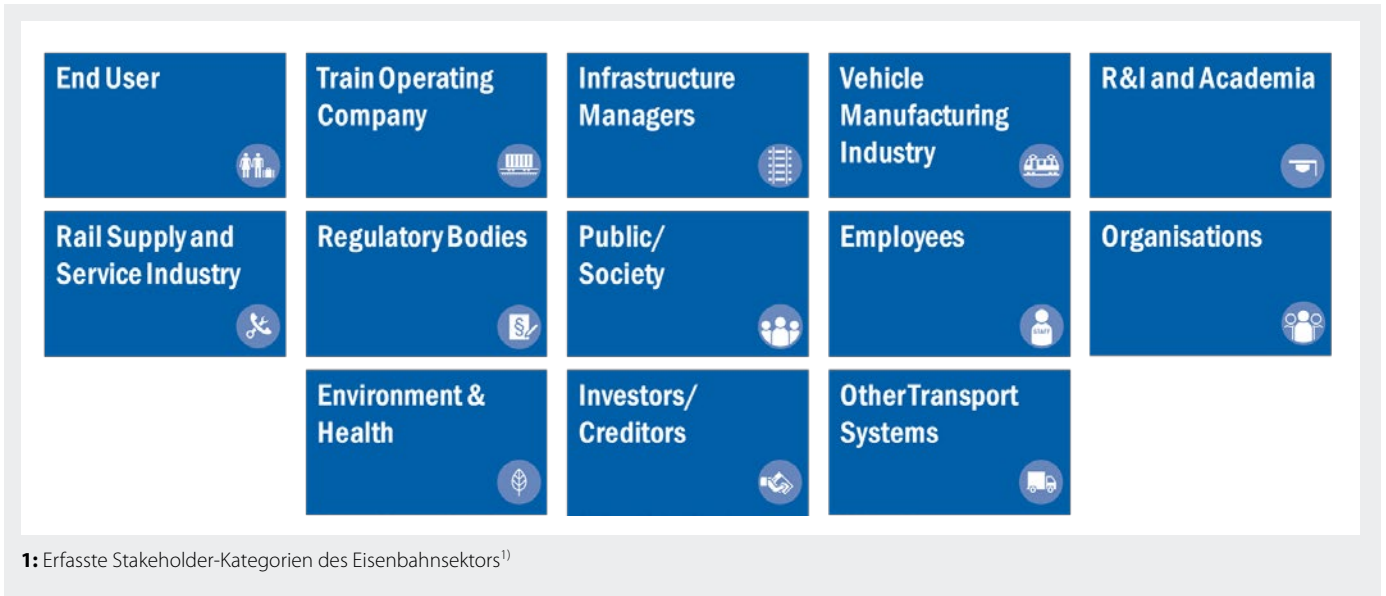 End User
Train Operating
Company
Infrastructure
Managers
Vehicle
Manufacturing
Industry
R&I and Academia
Rail Supply and
Service Industry
Regulatory Bodies
§
Public/
Society
Employees
STAFF
Organisations
Environment &
Health
Investors/
Creditors
Other Transport
Systems
1: Erfasste Stakeholder-Kategorien des Eisenbahnsektors1)